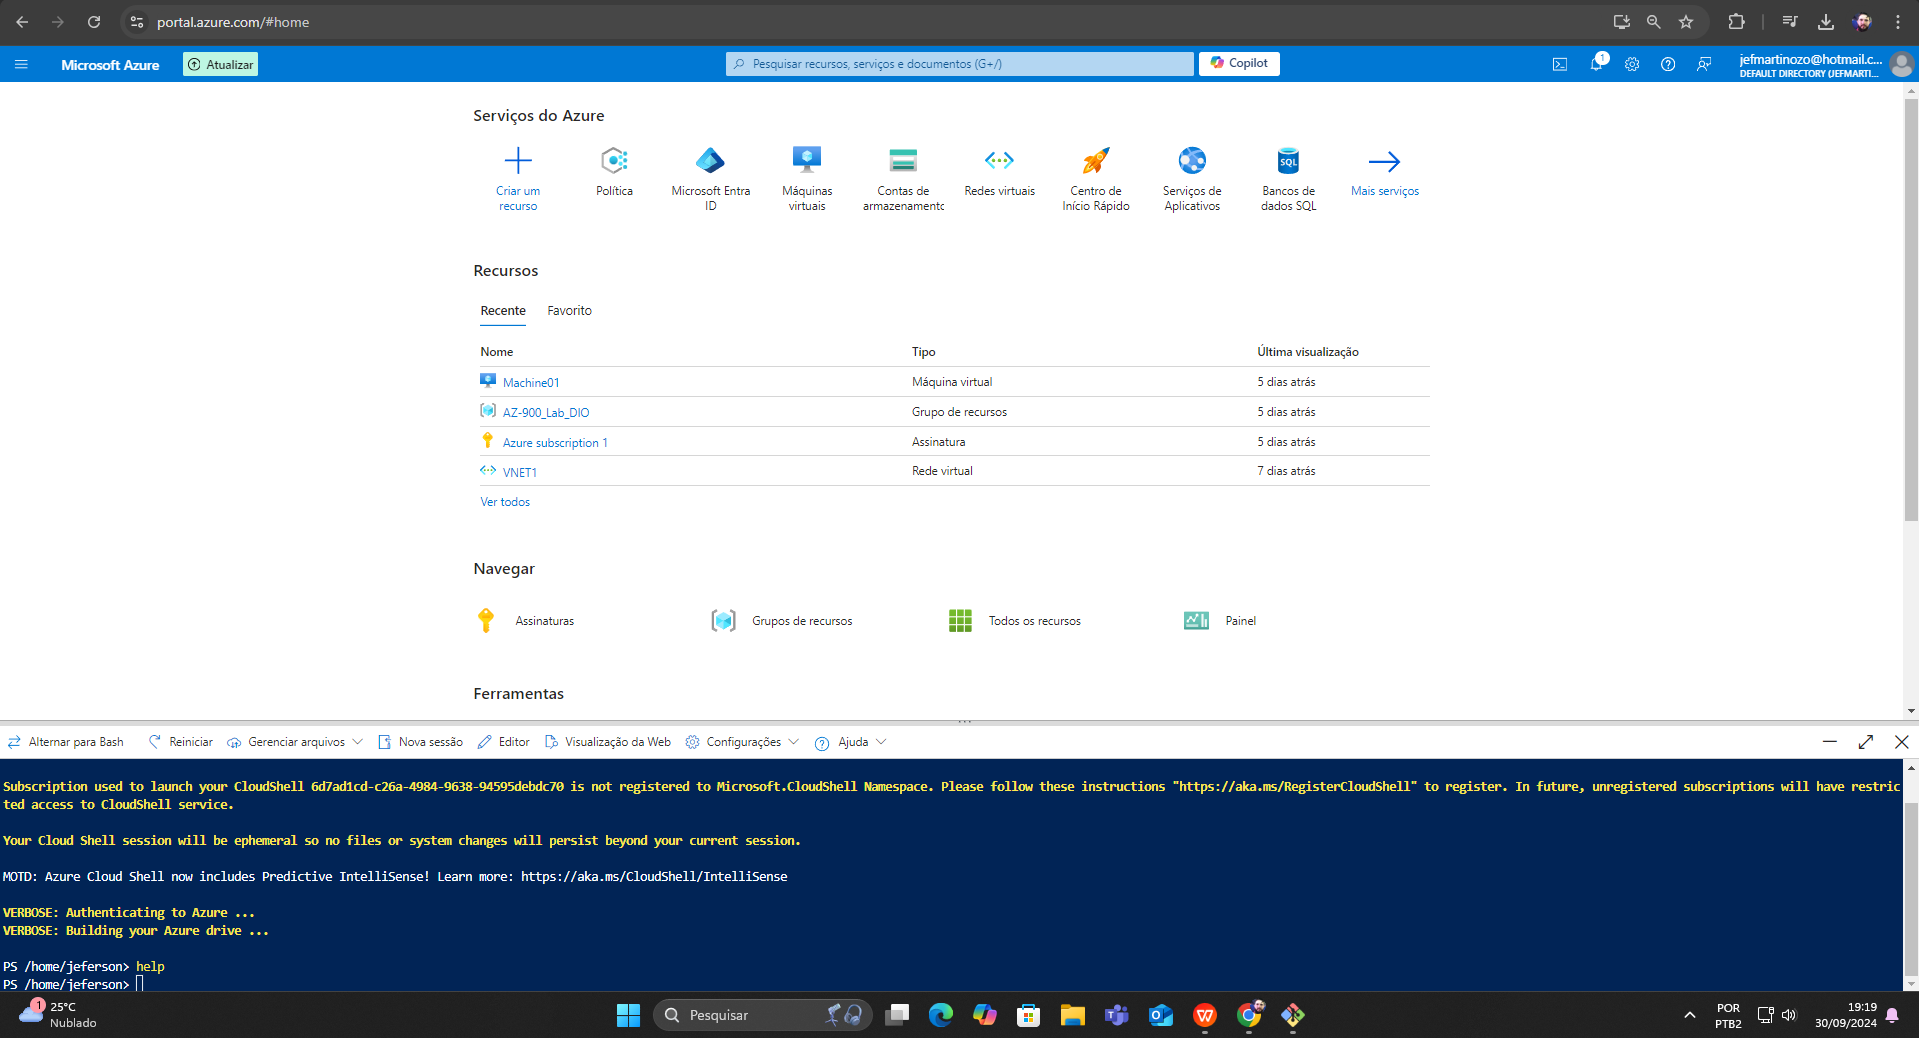 portal.azure.com/#home
Microsoft Azure
Atualizar
Pesquisar recursos, serviços e documentos (G+/)
Copilot
1
jefmartinozo@hotmail.c...
DEFAULT DIRECTORY (JEFMARTI...
Serviços do Azure
Criar um
recurso
Política
Microsoft Entra
ID
Máquinas
virtuais
Contas de
armazenamento
Redes virtuais
Centro de
Início Rápido
Serviços de
Aplicativos
SQL
Bancos de
dados SQL
Mais serviços
Recursos
Recente Favorito
Nome Tipo Última visualização
Machine01 Máquina virtual 5 dias atrás
AZ-900_Lab_DIO Grupo de recursos 5 dias atrás
Azure subscription 1 Assinatura 5 dias atrás
VNET1 Rede virtual 7 dias atrás
Ver todos
Navegar
Assinaturas Grupos de recursos Todos os recursos Painel
Ferramentas
Alternar para Bash Reiniciar Gerenciar arquivos Nova sessão Editor Visualização da Web Configurações Ajuda
Subscription used to launch your CloudShell 6d7ad1cd-c26a-4984-9638-94595debdc70 is not registered to Microsoft.CloudShell Namespace. Please follow these instructions "https://aka.ms/RegisterCloudShell" to register. In future, unregistered subscriptions will have restric
ted access to CloudShell service.
Your Cloud Shell session will be ephemeral so no files or system changes will persist beyond your current session.
MOTD: Azure Cloud Shell now includes Predictive IntelliSense! Learn more: https://aka.ms/CloudShell/IntelliSense
VERBOSE: Authenticating to Azure ...
VERBOSE: Building your Azure drive ...
PS /home/jeferson> help
PS /home/jeferson>
1
25°C
Nublado
Pesquisar
POR
PTB2
19:19
30/09/2024